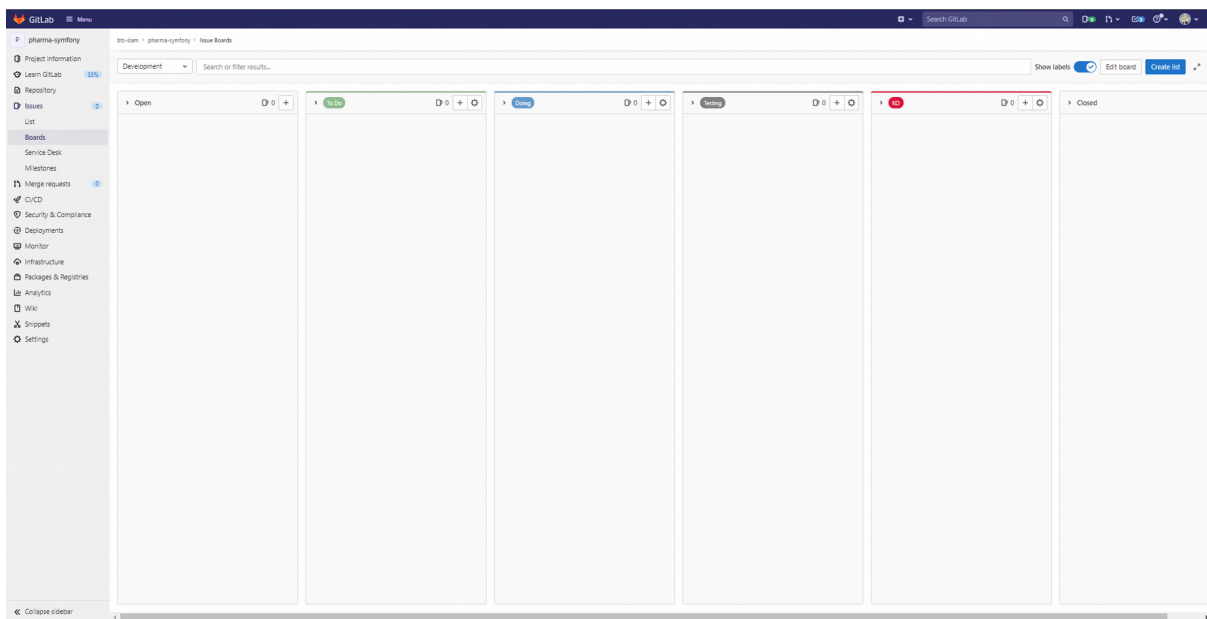 GitLab Menu Search GitLab
P pharma-symfony
bts-slam > pharma-symfony > Issue Boards
Project information
Learn GitLab 33%
Repository
Issues 0
List
Boards
Service Desk
Milestones
Merge requests 0
CI/CD
Security & Compliance
Deployments
Monitor
Infrastructure
Packages & Registries
Analytics
Wiki
Snippets
Settings
Collapse sidebar
Development Search or filter results... Show labels Edit board Create list
Open 0
To Do 0
Doing 0
Testing 0
KO 0
Closed